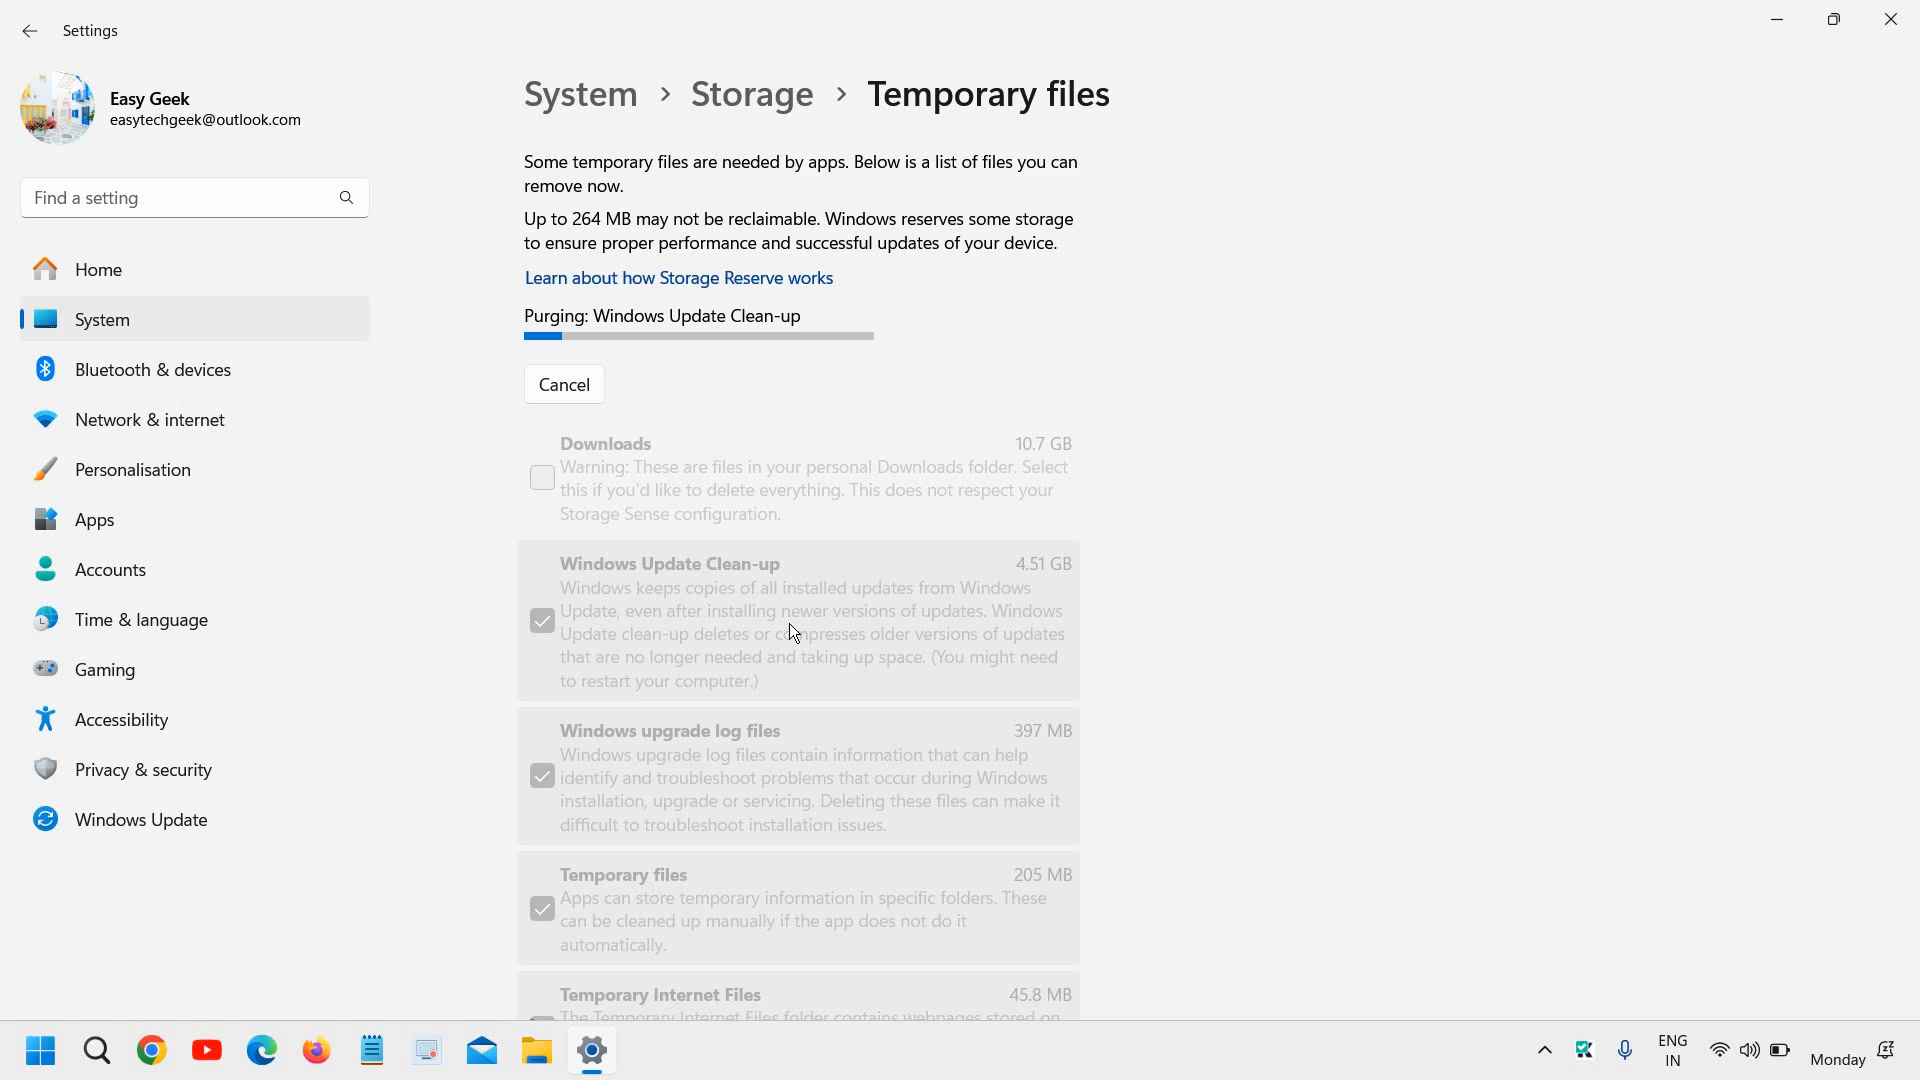 Settings
Easy Geek
easytechgeek@outlook.com
Find a setting
Home
System
Bluetooth & devices
Network & internet
Personalisation
Apps
Accounts
Time & language
Gaming
Accessibility
Privacy & security
Windows Update
System > Storage > Temporary files
Some temporary files are needed by apps. Below is a list of files you can
remove now.
Up to 264 MB may not be reclaimable. Windows reserves some storage
to ensure proper performance and successful updates of your device.
Learn about how Storage Reserve works
Purging: Windows Update Clean-up
Cancel
Downloads 10.7 GB
Warning: These are files in your personal Downloads folder. Select
this if you'd like to delete everything. This does not respect your
Storage Sense configuration.
Windows Update Clean-up 4.51 GB
Windows keeps copies of all installed updates from Windows
Update, even after installing newer versions of updates. Windows
Update clean-up deletes or compresses older versions of updates
that are no longer needed and taking up space. (You might need
to restart your computer.)
Windows upgrade log files 397 MB
Windows upgrade log files contain information that can help
identify and troubleshoot problems that occur during Windows
installation, upgrade or servicing. Deleting these files can make it
difficult to troubleshoot installation issues.
Temporary files 205 MB
Apps can store temporary information in specific folders. These
can be cleaned up manually if the app does not do it
automatically.
Temporary Internet Files 45.8 MB
The Temporary Internet Files folder contains webpages stored on
ENG
IN
Monday